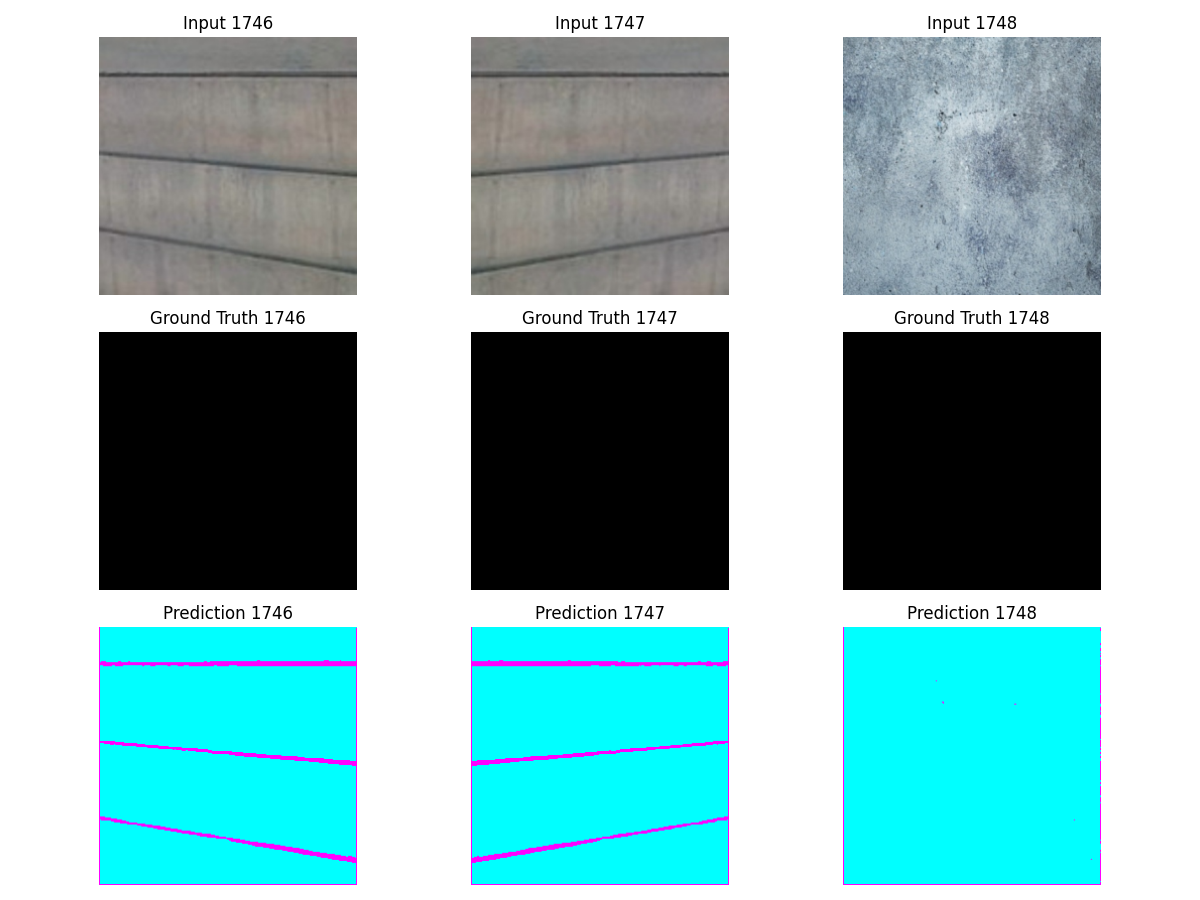 Input 1746
Input 1747
Input 1748
Ground Truth 1746
Ground Truth 1747
Ground Truth 1748
Prediction 1746
Prediction 1747
Prediction 1748